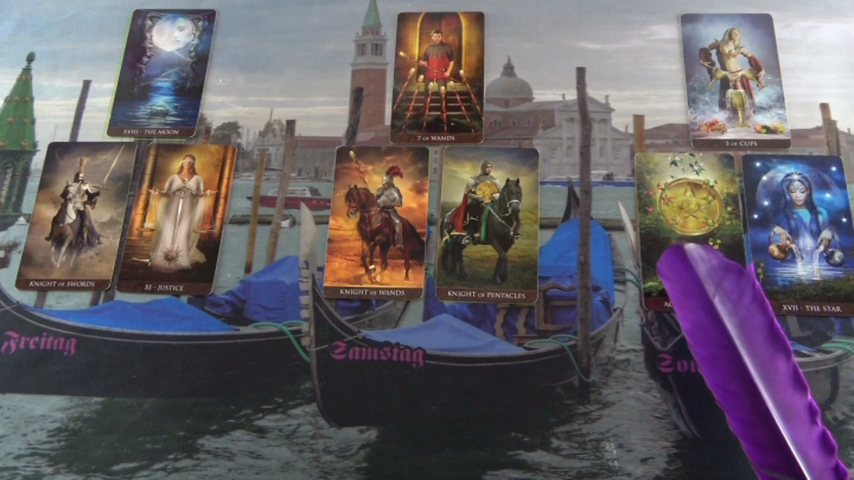 XVIII · THE MOON
7 OF WANDS
3 OF CUPS
KNIGHT OF SWORDS
XI · JUSTICE
KNIGHT OF WANDS
KNIGHT OF PENTACLES
XVII · THE STAR
Freitag
Samstag